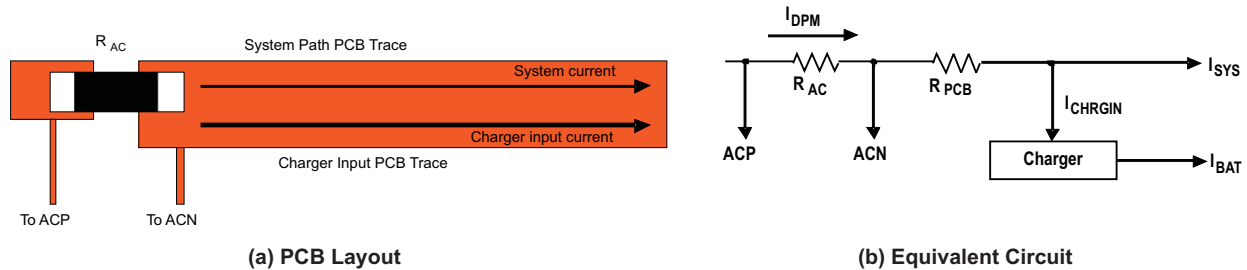 R AC
System Path PCB Trace
System current
Charger input current
Charger Input PCB Trace
To ACP
To ACN
(a) PCB Layout
I DPM
R AC
R PCB
I SYS
I CHRGIN
ACP
ACN
Charger
I BAT
(b) Equivalent Circuit